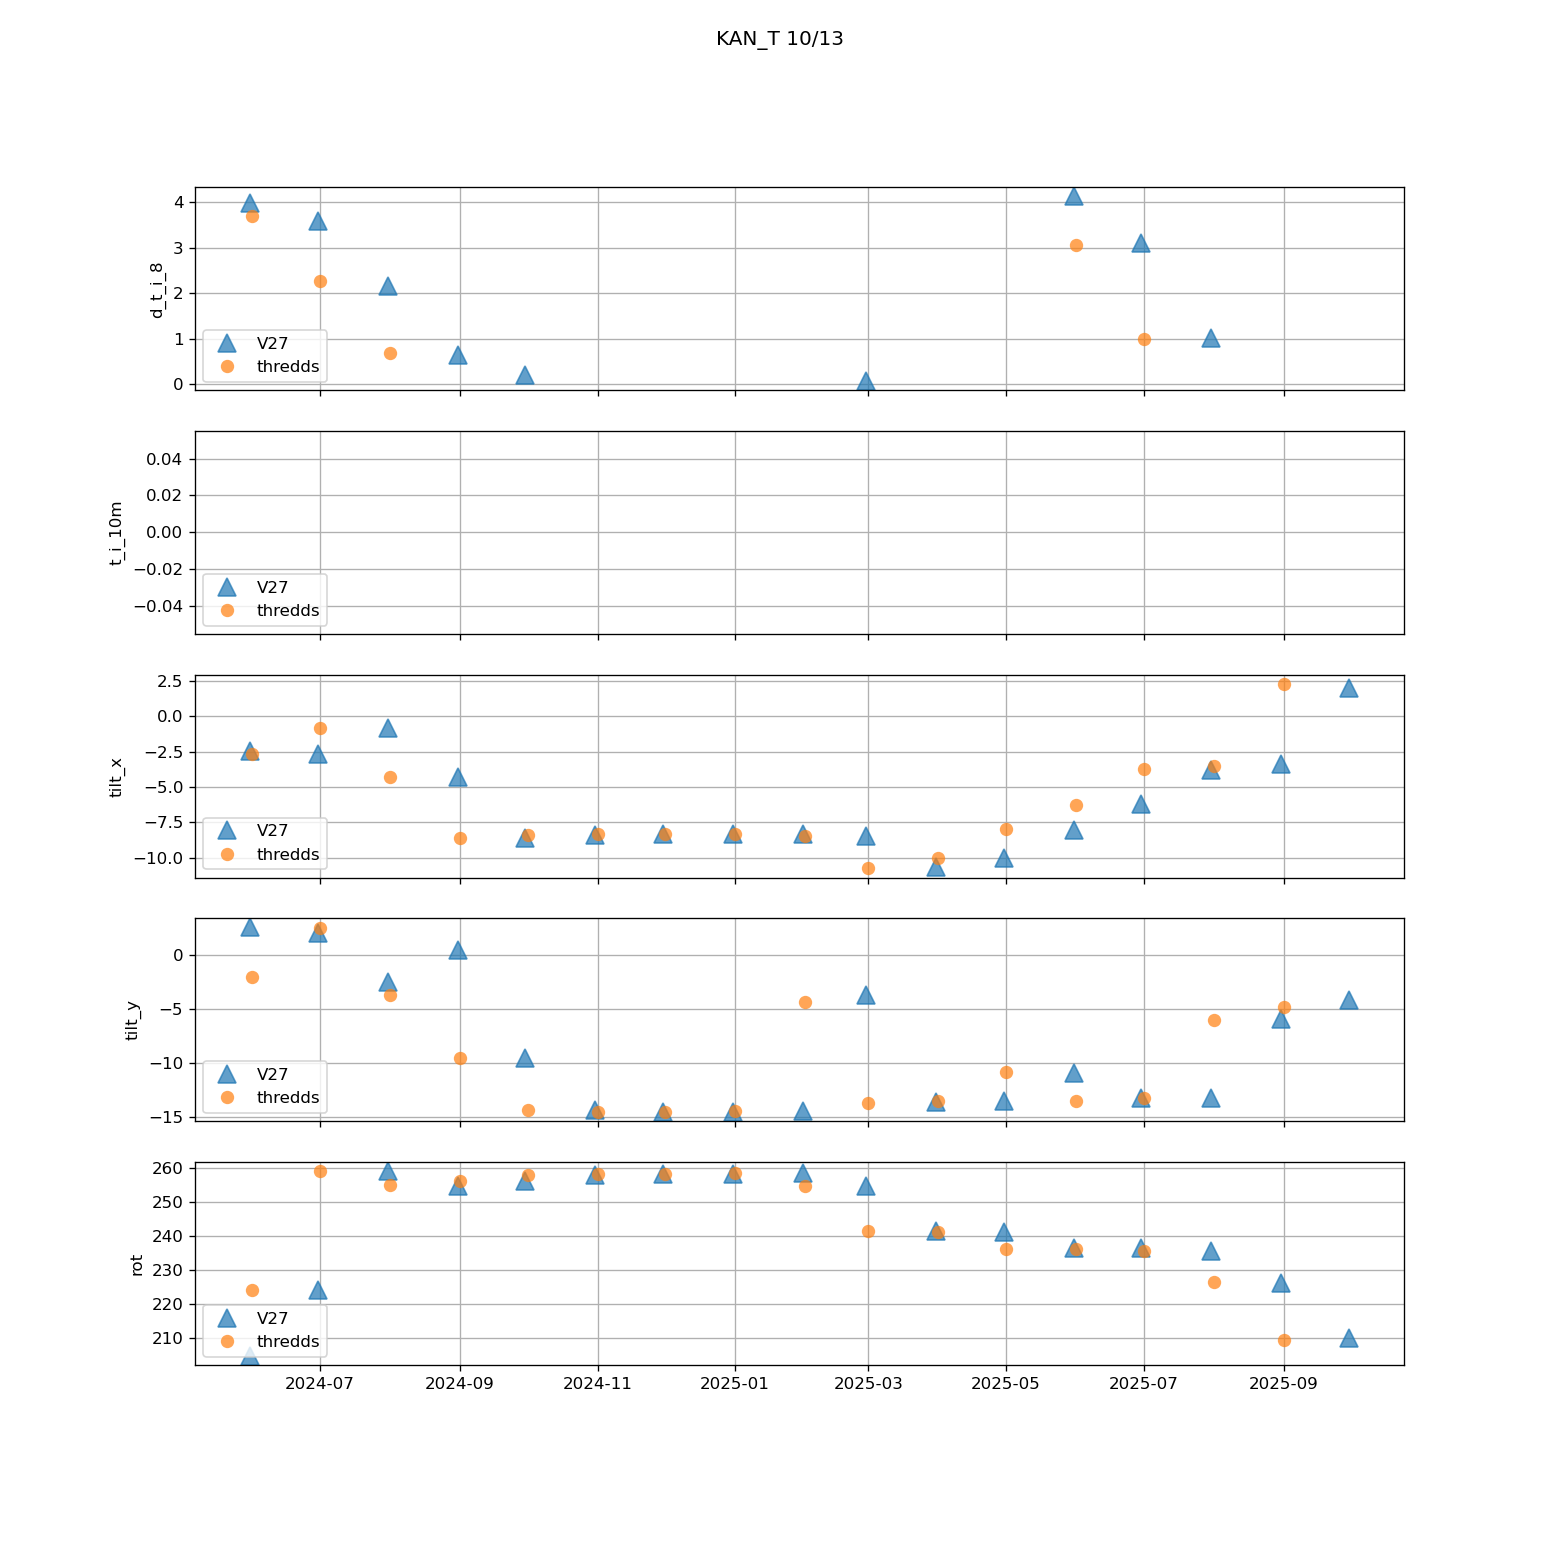 KAN_T 10/13
4
3
2
1
0
d_t_i_8
V27
thredds
0.04
0.02
0.00
−0.02
−0.04
t_i_10m
V27
thredds
2.5
0.0
−2.5
−5.0
−7.5
−10.0
tilt_x
V27
thredds
0
−5
−10
−15
tilt_y
V27
thredds
260
250
240
230
220
210
rot
V27
thredds
2024-07 2024-09 2024-11 2025-01 2025-03 2025-05 2025-07 2025-09